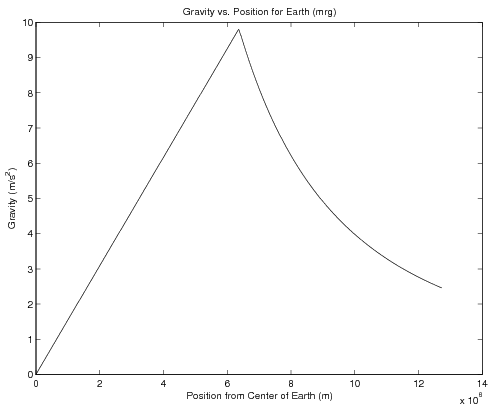 Gravity vs. Position for Earth (mrg)
10
9
8
7
6
5
4
3
2
1
0
Gravity (m/s²)
0 2 4 6 8 10 12 14
Position from Center of Earth (m)
x 10